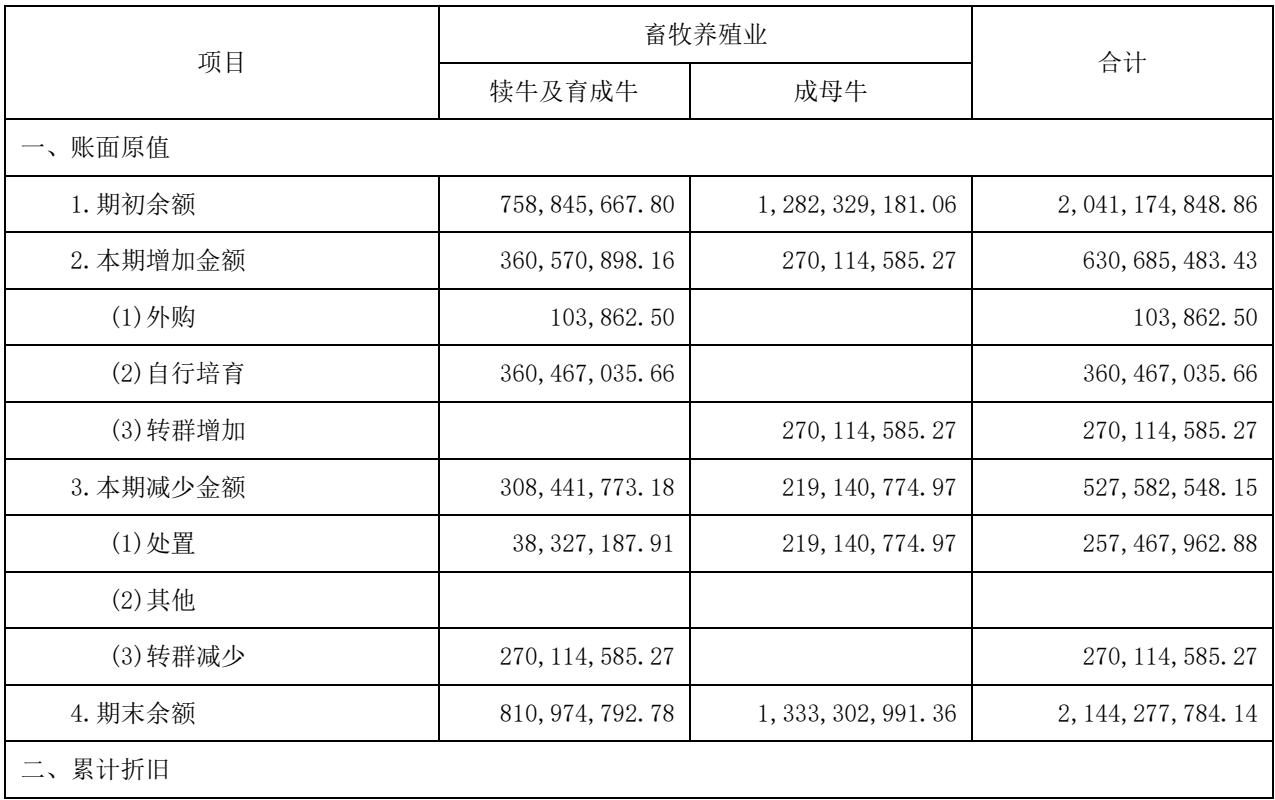 项目 畜牧养殖业 合计
犊牛及育成牛 成母牛
一、账面原值
1.期初余额 758,845,667.80 1,282,329,181.06 2,041,174,848.86
2.本期增加金额 360,570,898.16 270,114,585.27 630,685,483.43
(1)外购 103,862.50 103,862.50
(2)自行培育 360,467,035.66 360,467,035.66
(3)转群增加 270,114,585.27 270,114,585.27
3.本期减少金额 308,441,773.18 219,140,774.97 527,582,548.15
(1)处置 38,327,187.91 219,140,774.97 257,467,962.88
(2)其他
(3)转群减少 270,114,585.27 270,114,585.27
4.期末余额 810,974,792.78 1,333,302,991.36 2,144,277,784.14
二、累计折旧